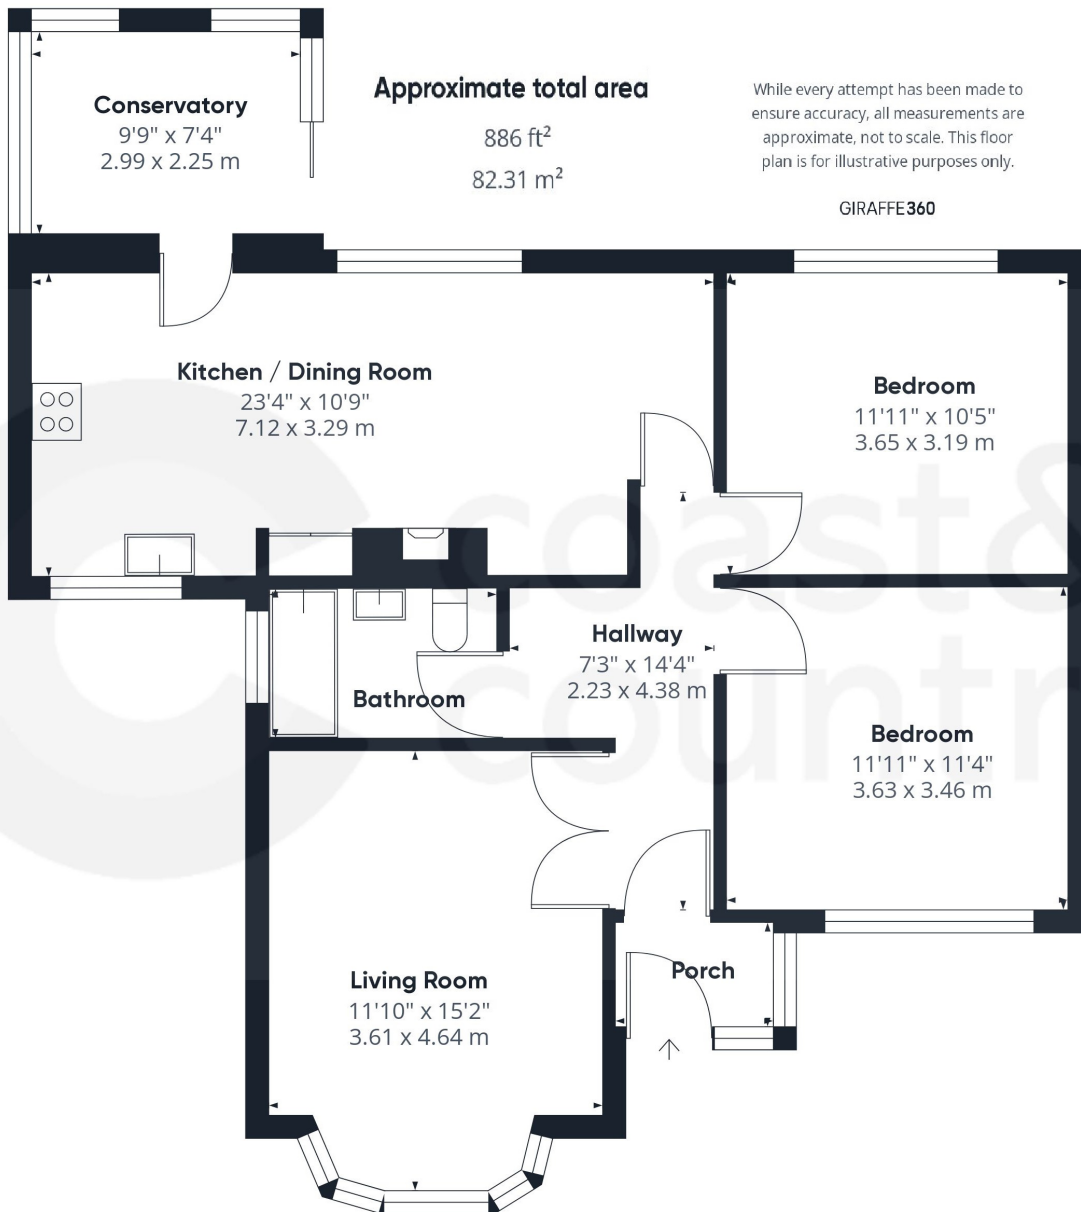 Approximate total area
886 ft²
82.31 m²
While every attempt has been made to
ensure accuracy, all measurements are
approximate, not to scale. This floor
plan is for illustrative purposes only.
GIRAFFE360
Conservatory
9'9" x 7'4"
2.99 x 2.25 m
Kitchen / Dining Room
23'4" x 10'9"
7.12 x 3.29 m
Bedroom
11'11" x 10'5"
3.65 x 3.19 m
Hallway
7'3" x 14'4"
2.23 x 4.38 m
Bathroom
Bedroom
11'11" x 11'4"
3.63 x 3.46 m
Living Room
11'10" x 15'2"
3.61 x 4.64 m
Porch
coast&
countr